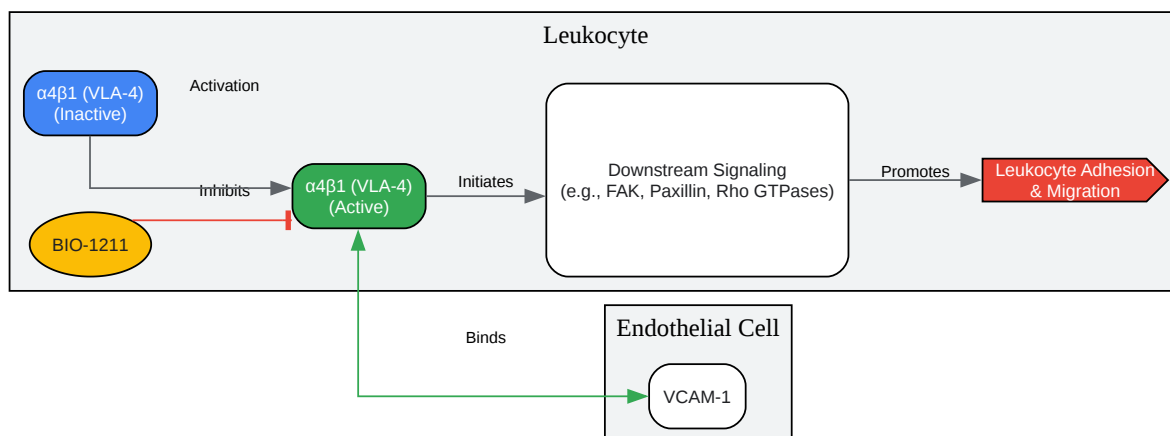 Leukocyte
α4β1 (VLA-4)
(Inactive)
Activation
Inhibits
BIO-1211
α4β1 (VLA-4)
(Active)
Initiates
Downstream Signaling
(e.g., FAK, Paxillin, Rho GTPases)
Promotes
Leukocyte Adhesion
& Migration
Binds
Endothelial Cell
VCAM-1